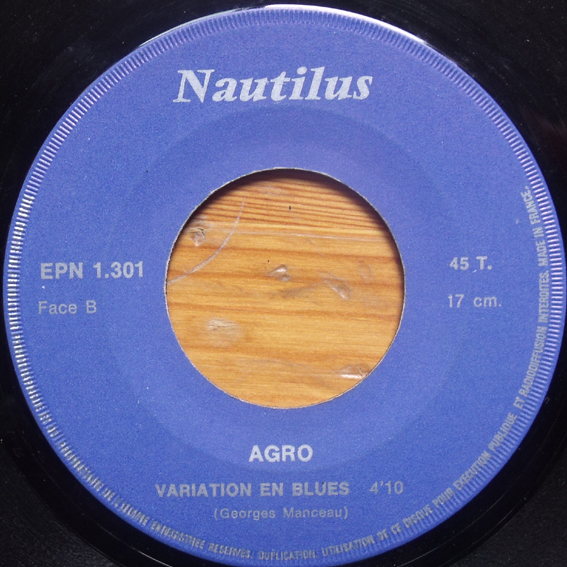 Nautilus
EPN 1.301
Face B
45 T.
17 cm.
AGRO
VARIATION EN BLUES 4'10
(Georges Manceau)
RESERVES. DUPLICATION, UTILISATION DE CE DISQUE POUR EXECUTION PUBLIQUE ET RADIODIFFUSION INTERDITES. MADE IN FRANCE.